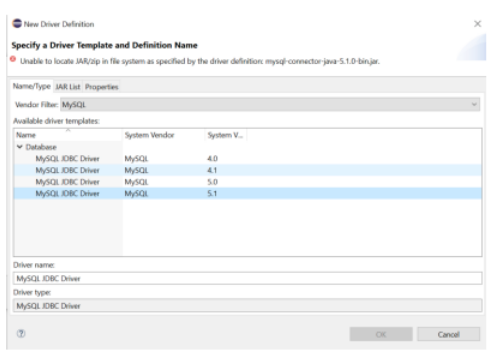 New Driver Definition
Specify a Driver Template and Definition Name
Unable to locate JAR/zip in file system as specified by the driver definition: mysql-connector-java-5.1.0-bin.jar.
Name/Type JAR List Properties
Vendor Filter: MySQL
Available driver templates:
Name System Vendor System V...
Database
MySQL JDBC Driver MySQL 4.0
MySQL JDBC Driver MySQL 4.1
MySQL JDBC Driver MySQL 5.0
MySQL JDBC Driver MySQL 5.1
Driver name:
MySQL JDBC Driver
Driver type:
MySQL JDBC Driver
OK Cancel